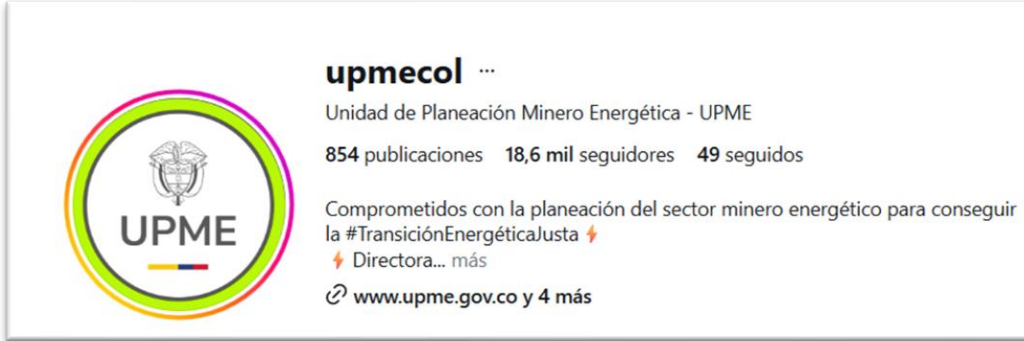 upmecol ...
Unidad de Planeación Minero Energética - UPME
854 publicaciones 18,6 mil seguidores 49 seguidos
UPME
Comprometidos con la planeación del sector minero energético para conseguir
la #TransiciónEnergéticaJusta⚡
⚡ Directora... más
www.upme.gov.co y 4 más